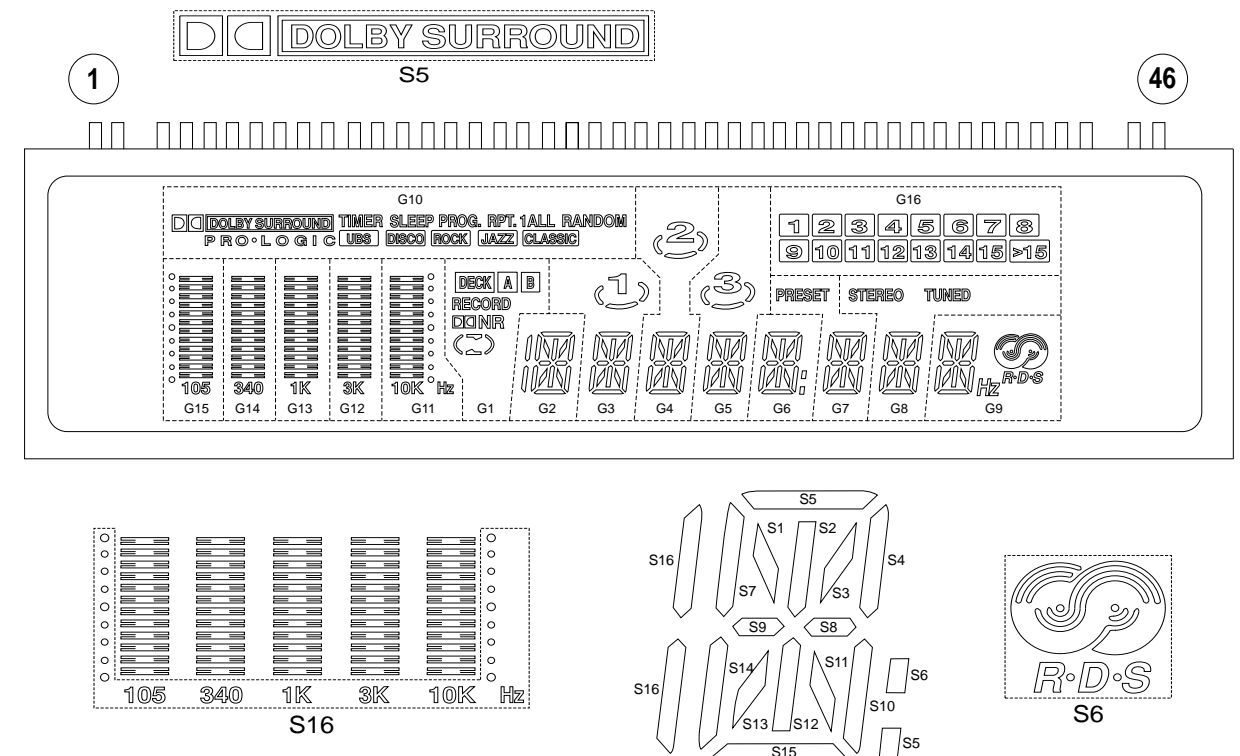 DOLBY SURROUND
S5
1
46
G10
G16
DOLBY SURROUND TIMER SLEEP PROG. RPT. 1 ALL RANDOM
PRO·LOGIC UBS DISCO ROCK JAZZ CLASSIC
1 2 3 4 5 6 7 8
9 10 11 12 13 14 15 >15
2
1
3
DECK A B
RECORD
NR
PRESET STEREO TUNED
105 340 1K 3K 10K Hz
Hz
R·D·S
G15 G14 G13 G12 G11 G1 G2 G3 G4 G5 G6 G7 G8 G9
105 340 1K 3K 10K Hz
S16
S5
S16
S7
S1
S2
S3
S4
S9
S8
S16
S14
S13
S12
S11
S10
S6
S5
S15
R·D·S
S6